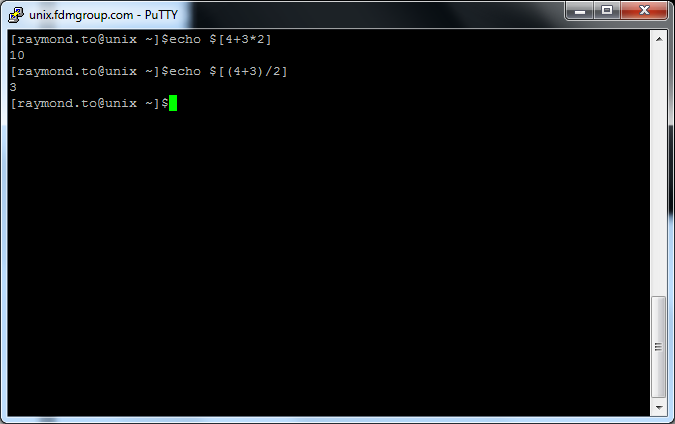 unix.fdmgroup.com - PuTTY
[raymond.to@unix ~]$echo $[4+3*2]
10
[raymond.to@unix ~]$echo $[(4+3)/2]
3
[raymond.to@unix ~]$